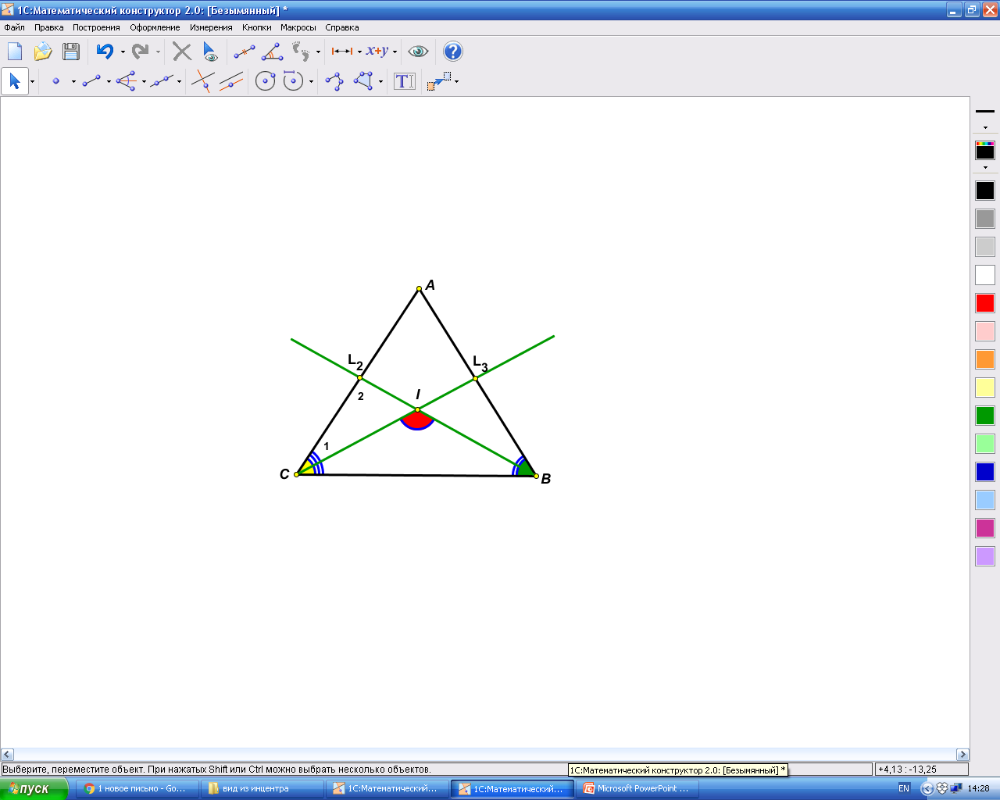 1С:Математический конструктор 2.0: [Безымянный] *
Файл Правка Построения Оформление Измерения Кнопки Макросы Справка
x+y
?
T
A
L2
L3
I
2
1
C
B
Выберите, переместите объект. При нажатых Shift или Ctrl можно выбрать несколько объектов.
1С:Математический конструктор 2.0: [Безымянный] *
+4,13 : -13,25
пуск
1 новое письмо - Go...
вид из инцентра
1С:Математический...
1С:Математический...
Microsoft PowerPoint ...
EN
14:28